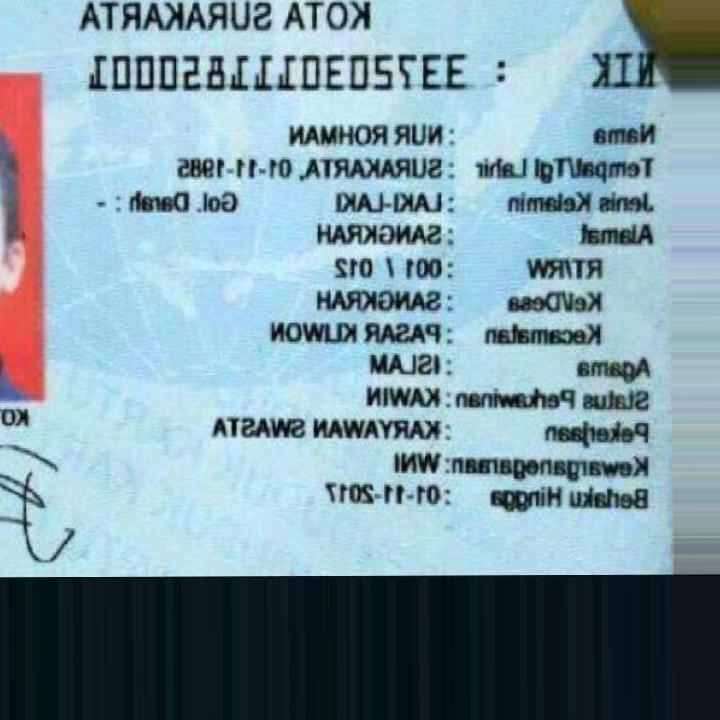 KOTA SURAKARTA
NIK : 3372030111850001
Nama : NUR ROHMAN
Tempat/Tgl Lahir : SURAKARTA, 01-11-1985
Jenis Kelamin : LAKI-LAKI Gol. Darah : -
Alamat : SANGKRAH
RT/RW : 001 / 012
Kel/Desa : SANGKRAH
Kecamatan : PASAR KLIWON
Agama : ISLAM
Status Perkawinan : KAWIN
Pekerjaan : KARYAWAN SWASTA
Kewarganegaraan: WNI
Berlaku Hingga : 01-11-2017